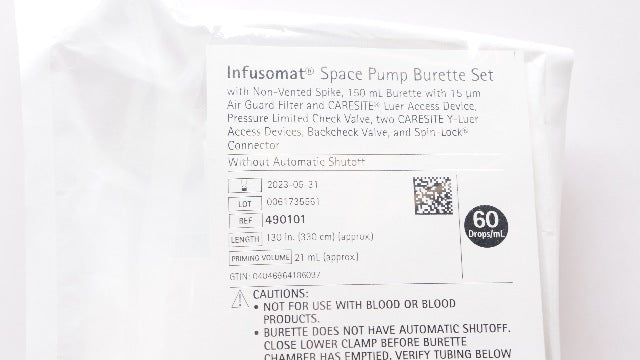 Infusomat® Space Pump Burette Set
with Non-Vented Spike, 150 mL Burette with 15 µm
Air Guard Filter and CARESITE® Luer Access Device,
Pressure Limited Check Valve, two CARESITE Y-Luer
Access Devices, Backcheck Valve, and Spin-Lock®
Connector
Without Automatic Shutoff
2023-05-31
LOT 0061735561
REF 490101
LENGTH 130 in. (330 cm) (approx.)
PRIMING VOLUME 21 mL (approx.)
GTIN: 04046964186097
60
Drops/mL
CAUTIONS:
• NOT FOR USE WITH BLOOD OR BLOOD
PRODUCTS.
• BURETTE DOES NOT HAVE AUTOMATIC SHUTOFF.
CLOSE LOWER CLAMP BEFORE BURETTE
CHAMBER HAS EMPTIED. VERIFY TUBING BELOW